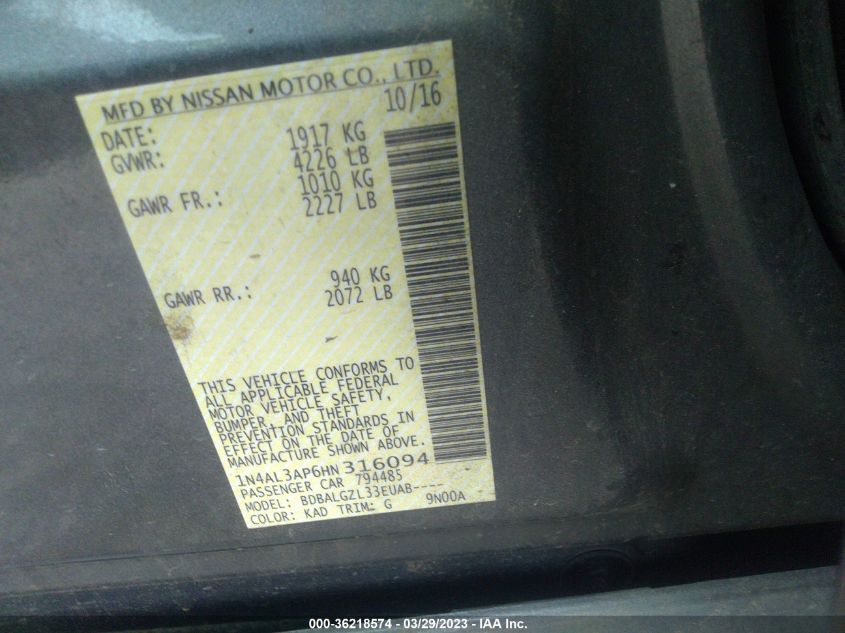 MFD BY NISSAN MOTOR CO., LTD.
DATE: 10/16
GVWR: 1917 KG
4226 LB
GAWR FR.: 1010 KG
2227 LB
GAWR RR.: 940 KG
2072 LB
THIS VEHICLE CONFORMS TO
ALL APPLICABLE FEDERAL
MOTOR VEHICLE SAFETY,
BUMPER, AND THEFT
PREVENTION STANDARDS IN
EFFECT ON THE DATE OF
MANUFACTURE SHOWN ABOVE.
1N4AL3AP6HN316094
PASSENGER CAR 794485
MODEL: BDBALGZL33EUAB----
COLOR: KAD TRIM: G 9N00A
000-36218574 - 03/29/2023 - IAA Inc.